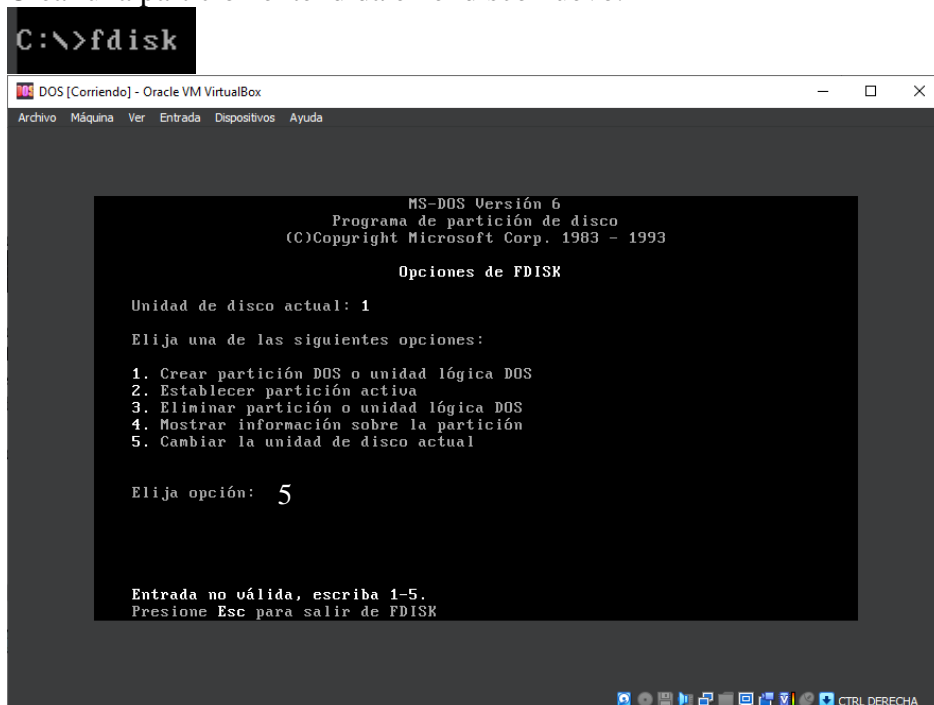 C:\>fdisk
DOS [Corriendo] - Oracle VM VirtualBox
Archivo Máquina Ver Entrada Dispositivos Ayuda
MS-DOS Versión 6
Programa de partición de disco
(C)Copyright Microsoft Corp. 1983 - 1993
Opciones de FDISK
Unidad de disco actual: 1
Elija una de las siguientes opciones:
1. Crear partición DOS o unidad lógica DOS
2. Establecer partición activa
3. Eliminar partición o unidad lógica DOS
4. Mostrar información sobre la partición
5. Cambiar la unidad de disco actual
Elija opción: 5
Entrada no válida, escriba 1-5.
Presione Esc para salir de FDISK
CTRL DERECHA